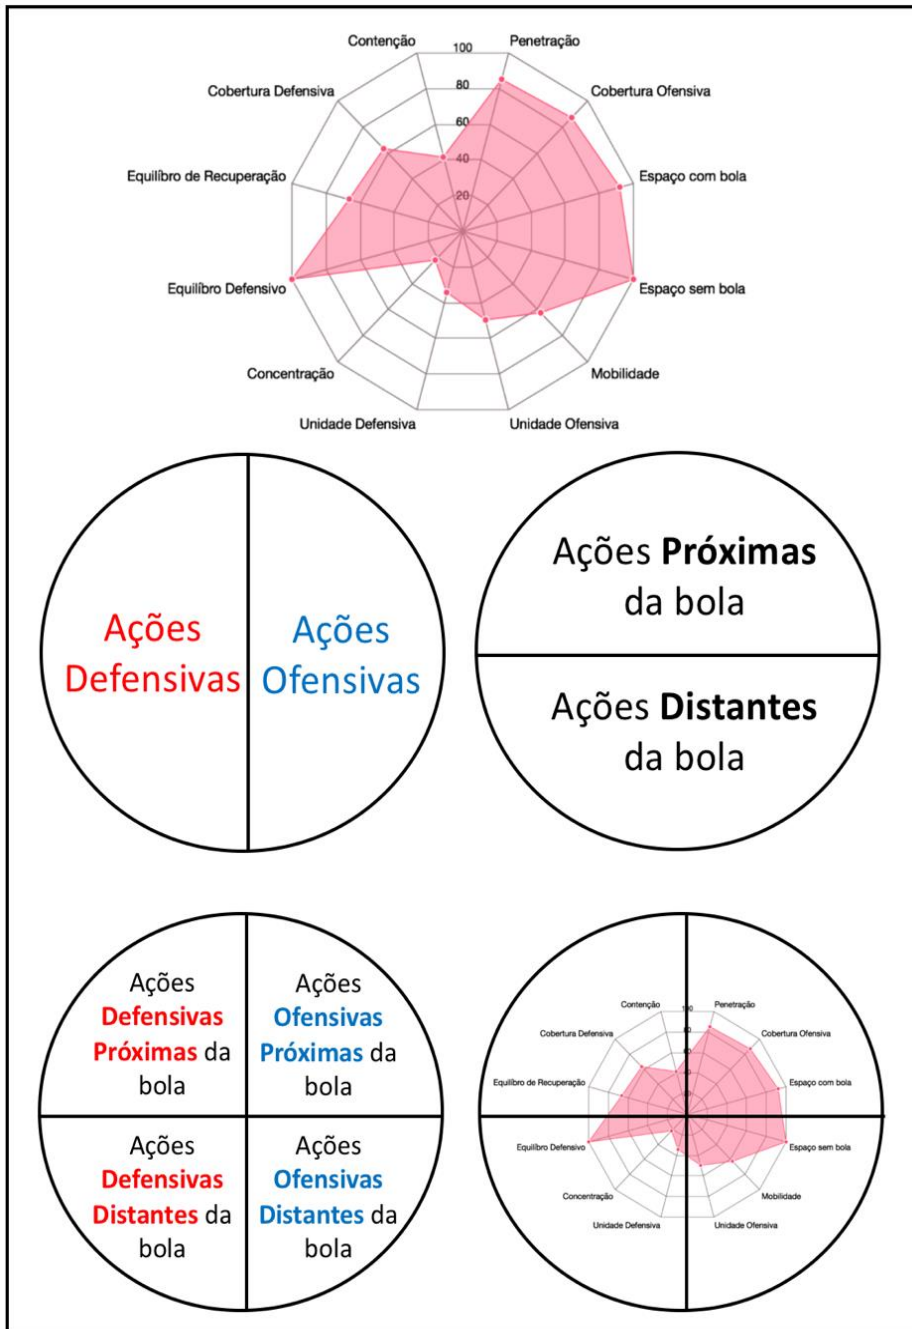 Contenção
100
Penetração
Cobertura Defensiva
80
Cobertura Ofensiva
60
Equilíbro de Recuperação
40
Espaço com bola
20
Equilíbro Defensivo
Espaço sem bola
Concentração
Mobilidade
Unidade Defensiva
Unidade Ofensiva
Ações
Defensivas
Ações
Ofensivas
Ações Próximas
da bola
Ações Distantes
da bola
Ações
Defensivas
Próximas da
bola
Ações
Ofensivas
Próximas da
bola
Ações
Defensivas
Distantes da
bola
Ações
Ofensivas
Distantes da
bola
Contenção
Penetração
Cobertura Defensiva
Cobertura Ofensiva
Equilíbro de Recuperação
Espaço com bola
Equilíbro Defensivo
Espaço sem bola
Concentração
Mobilidade
Unidade Defensiva
Unidade Ofensiva